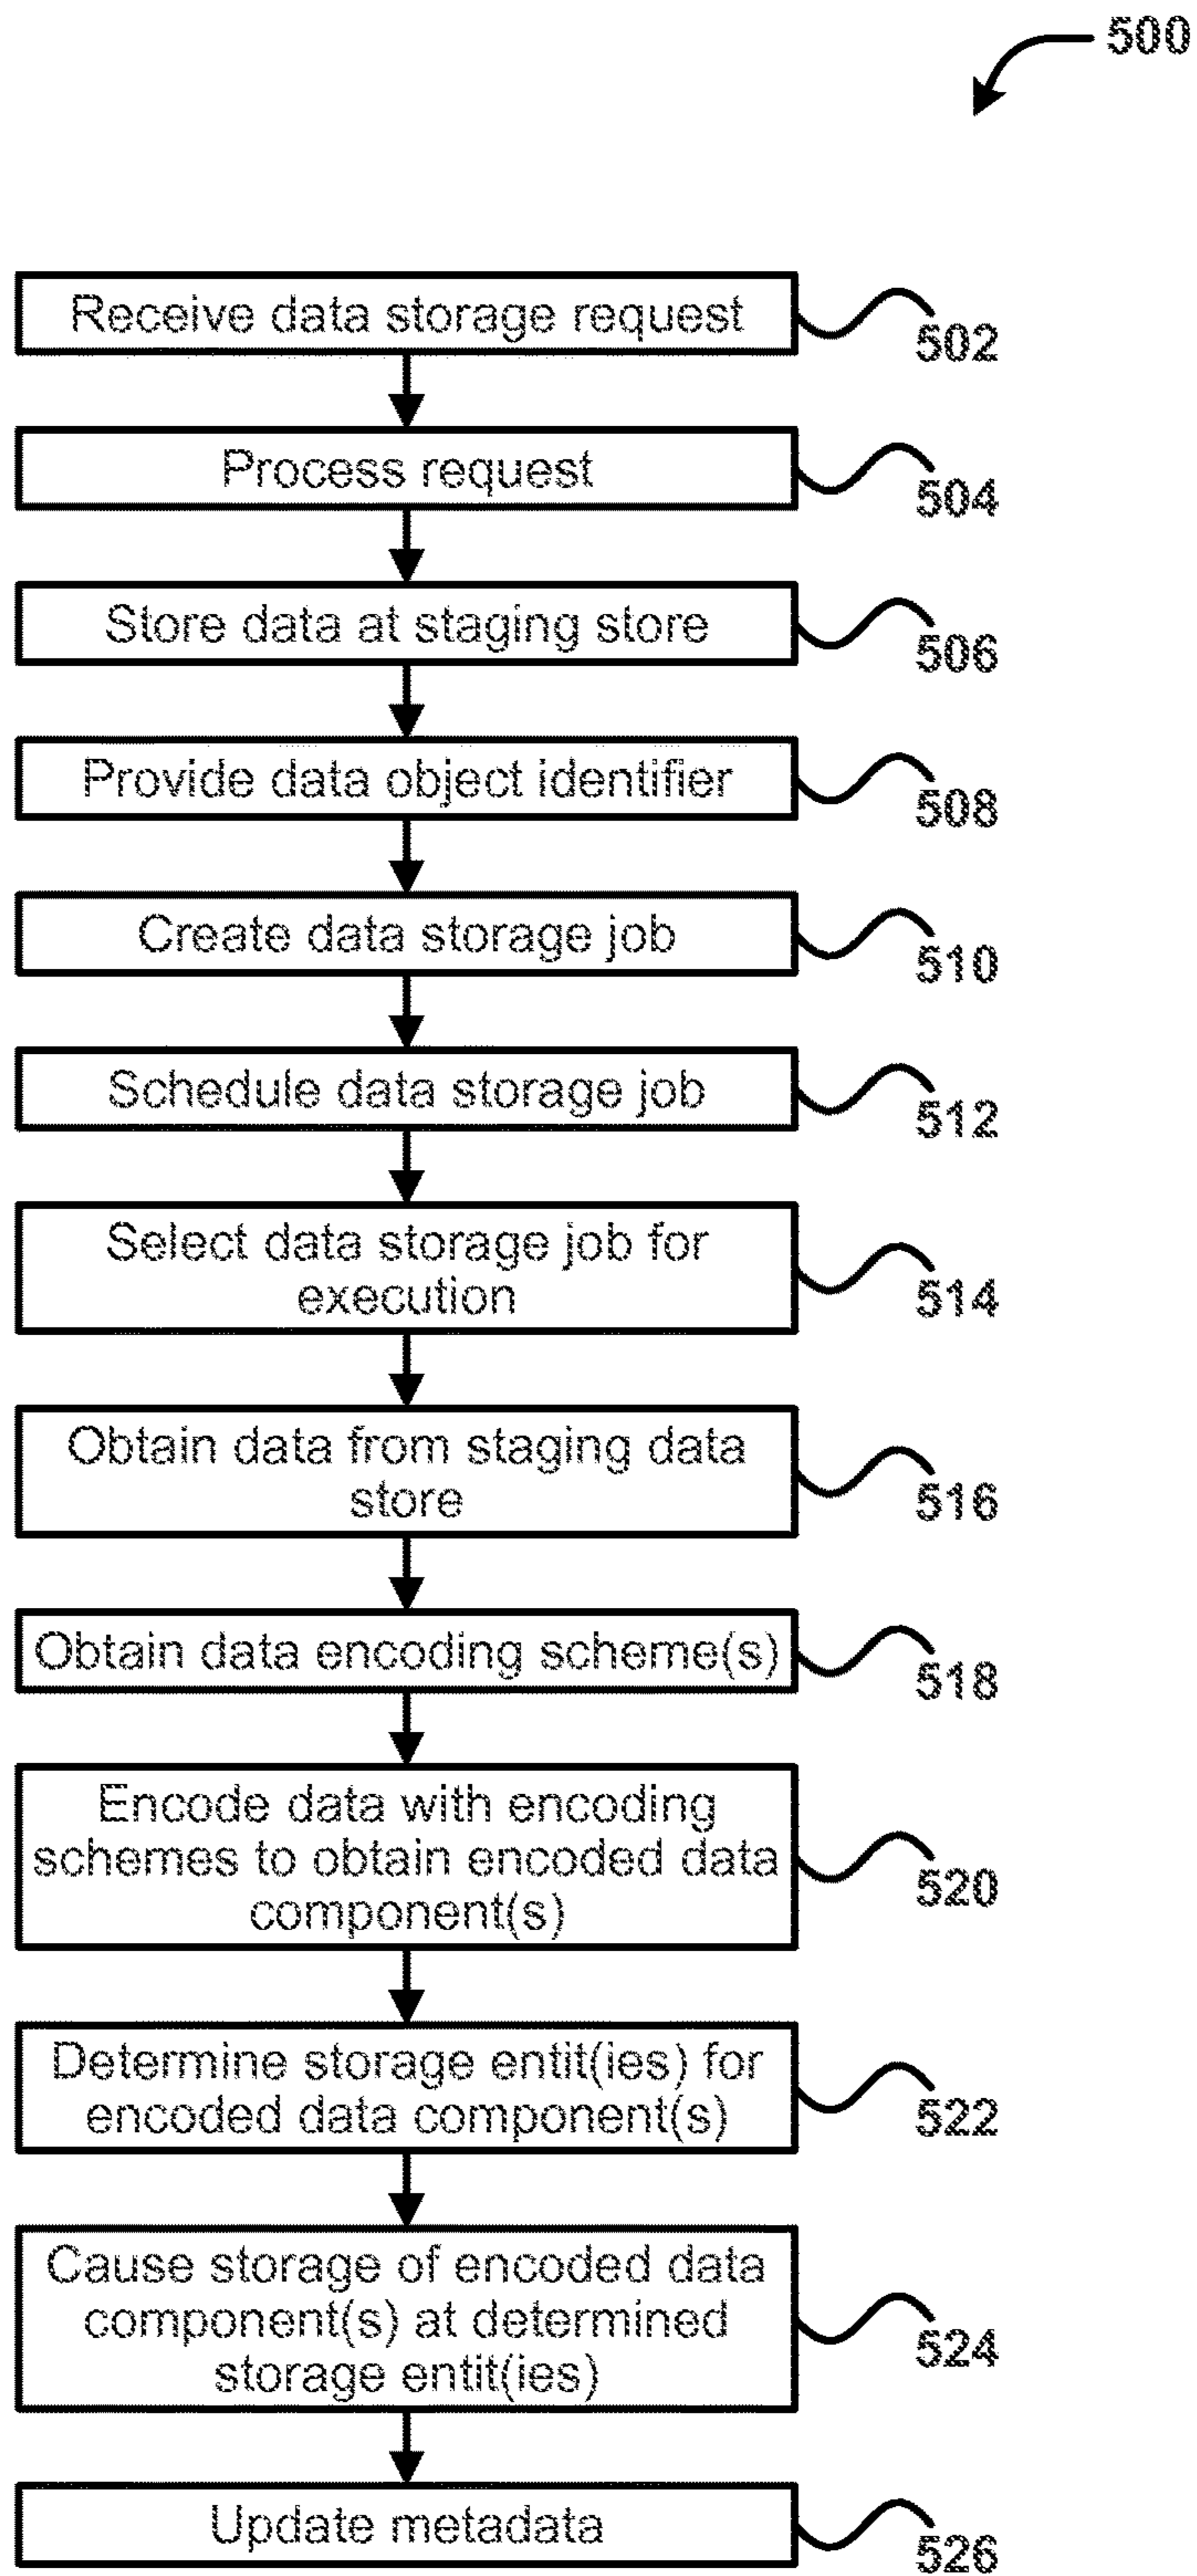 500
Receive data storage request
502
Process request
504
Store data at staging store
506
Provide data object identifier
508
Create data storage job
510
Schedule data storage job
512
Select data storage job for
execution
514
Obtain data from staging data
store
516
Obtain data encoding scheme(s)
518
Encode data with encoding
schemes to obtain encoded data
component(s)
520
Determine storage entit(ies) for
encoded data component(s)
522
Cause storage of encoded data
component(s) at determined
storage entit(ies)
524
Update metadata
526